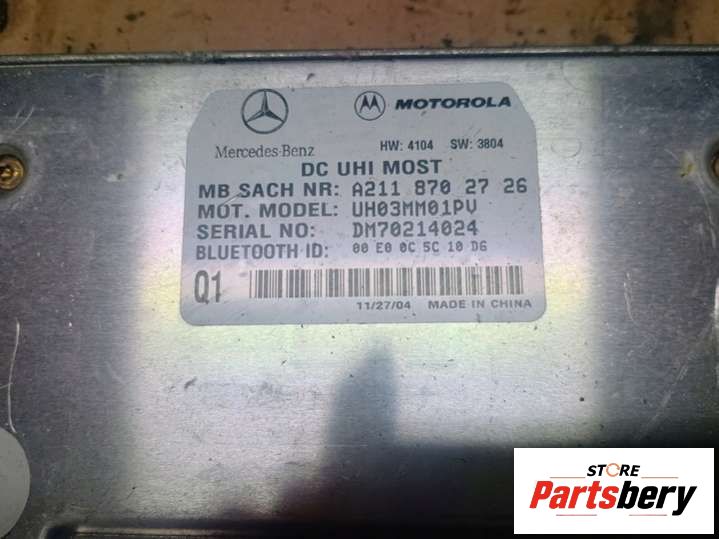 Mercedes-Benz
MOTOROLA
HW: 4104 SW: 3804
DC UHI MOST
MB SACH NR: A211 870 27 26
MOT. MODEL: UH03MM01PV
SERIAL NO: DM70214024
BLUETOOTH ID: 00 E0 0C 5C 10 D6
Q1
11/27/04 MADE IN CHINA
STORE
Partsbery